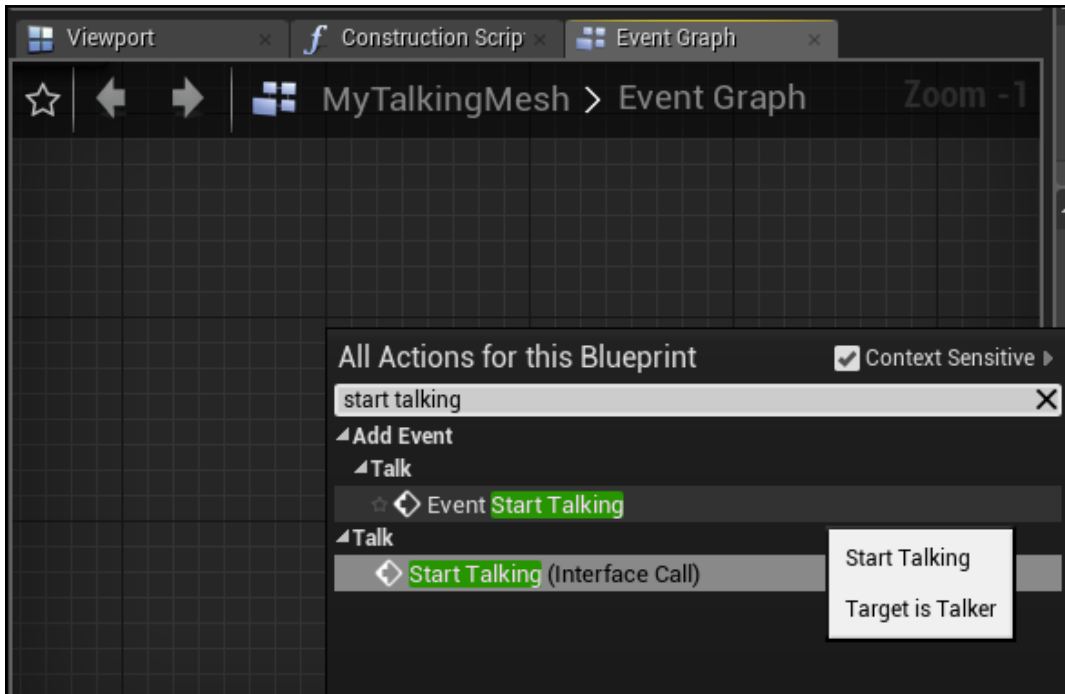 Viewport
Construction Scrip
Event Graph
MyTalkingMesh > Event Graph
Zoom -1
All Actions for this Blueprint
Context Sensitive
start talking
Add Event
Talk
Event Start Talking
Talk
Start Talking (Interface Call)
Start Talking
Target is Talker